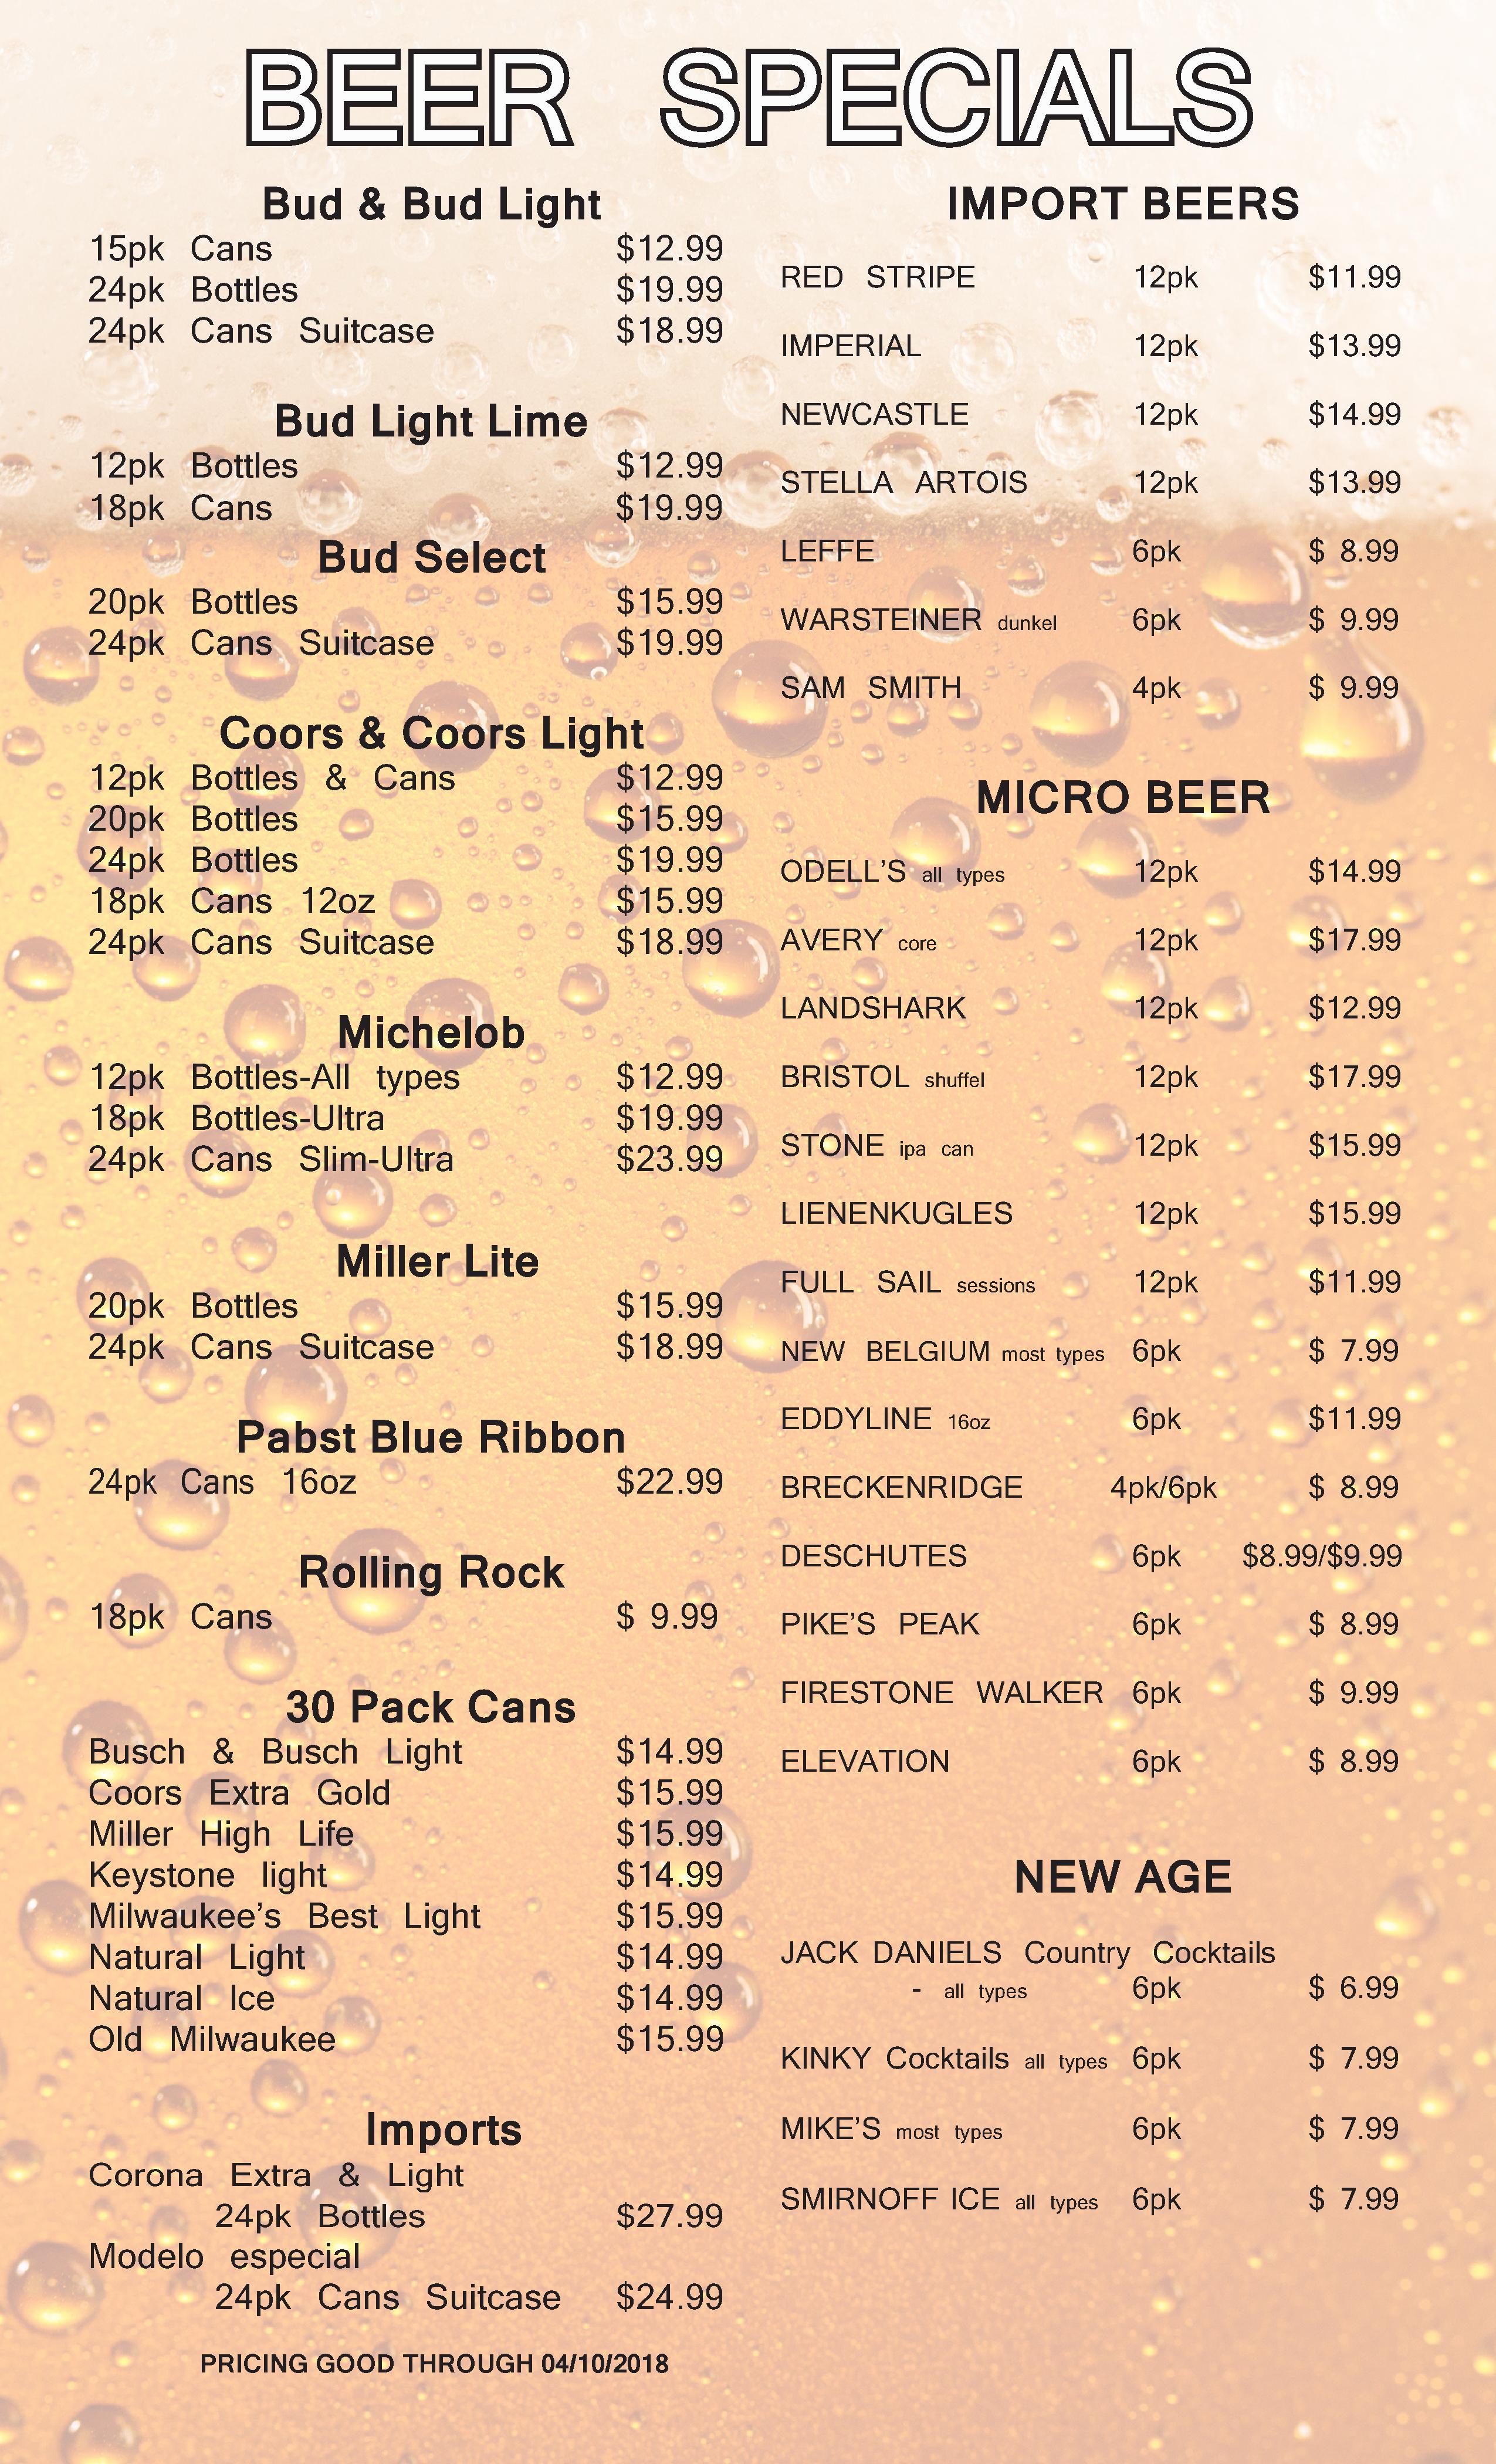 BEER SPECIALS
Bud & Bud Light
15pk Cans $12.99
24pk Bottles $19.99
24pk Cans Suitcase $18.99
Bud Light Lime
12pk Bottles $12.99
18pk Cans $19.99
Bud Select
20pk Bottles $15.99
24pk Cans Suitcase $19.99
Coors & Coors Light
12pk Bottles & Cans $12.99
20pk Bottles $15.99
24pk Bottles $19.99
18pk Cans 12oz $15.99
24pk Cans Suitcase $18.99
Michelob
12pk Bottles-All types $12.99
18pk Bottles-Ultra $19.99
24pk Cans Slim-Ultra $23.99
Miller Lite
20pk Bottles $15.99
24pk Cans Suitcase $18.99
Pabst Blue Ribbon
24pk Cans 16oz $22.99
Rolling Rock
18pk Cans $ 9.99
30 Pack Cans
Busch & Busch Light $14.99
Coors Extra Gold $15.99
Miller High Life $15.99
Keystone light $14.99
Milwaukee's Best Light $15.99
Natural Light $14.99
Natural Ice $14.99
Old Milwaukee $15.99
Imports
Corona Extra & Light
24pk Bottles $27.99
Modelo especial
24pk Cans Suitcase $24.99
PRICING GOOD THROUGH 04/10/2018
IMPORT BEERS
RED STRIPE 12pk $11.99
IMPERIAL 12pk $13.99
NEWCASTLE 12pk $14.99
STELLA ARTOIS 12pk $13.99
LEFFE 6pk $ 8.99
WARSTEINER dunkel 6pk $ 9.99
SAM SMITH 4pk $ 9.99
MICRO BEER
ODELL'S all types 12pk $14.99
AVERY core 12pk $17.99
LANDSHARK 12pk $12.99
BRISTOL shuffel 12pk $17.99
STONE ipa can 12pk $15.99
LIENENKUGLES 12pk $15.99
FULL SAIL sessions 12pk $11.99
NEW BELGIUM most types 6pk $ 7.99
EDDYLINE 16oz 6pk $11.99
BRECKENRIDGE 4pk/6pk $ 8.99
DESCHUTES 6pk $8.99/$9.99
PIKE'S PEAK 6pk $ 8.99
FIRESTONE WALKER 6pk $ 9.99
ELEVATION 6pk $ 8.99
NEW AGE
JACK DANIELS Country Cocktails
- all types 6pk $ 6.99
KINKY Cocktails all types 6pk $ 7.99
MIKE'S most types 6pk $ 7.99
SMIRNOFF ICE all types 6pk $ 7.99